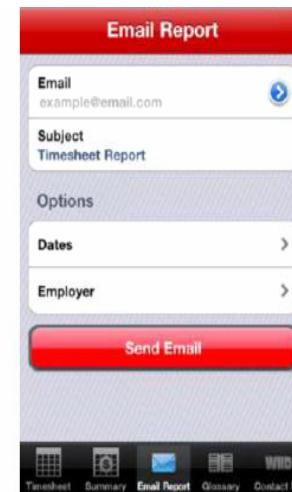 Email Report
Email
example@email.com
Subject
Timesheet Report
Options
Dates
Employer
Send Email
Timesheet Summary Email Report Glossary Contact
WHD